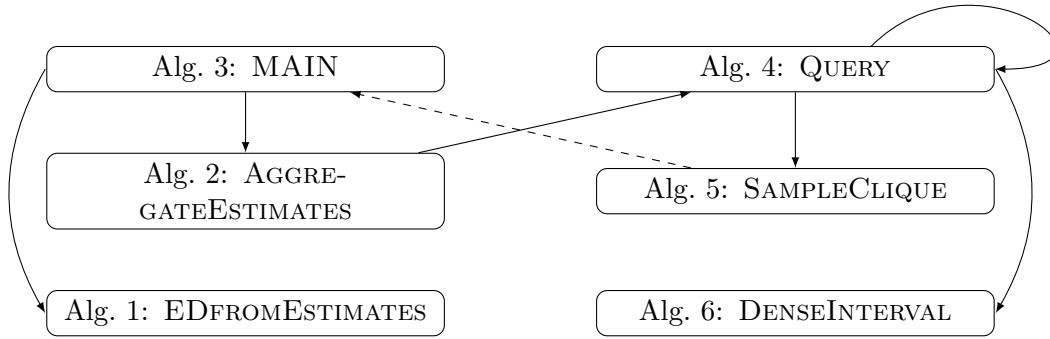 Alg. 3: MAIN
Alg. 4: QUERY
Alg. 2: AGGRE-
GATEESTIMATES
Alg. 5: SAMPLECLIQUE
Alg. 1: EDFROMESTIMATES
Alg. 6: DENSEINTERVAL